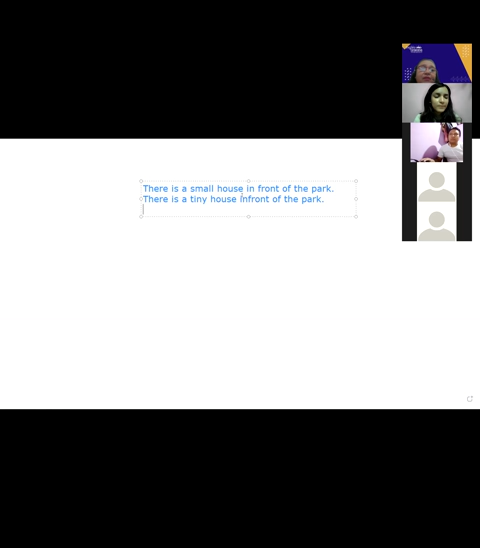 There is a small house in front of the park.
There is a tiny house infront of the park.